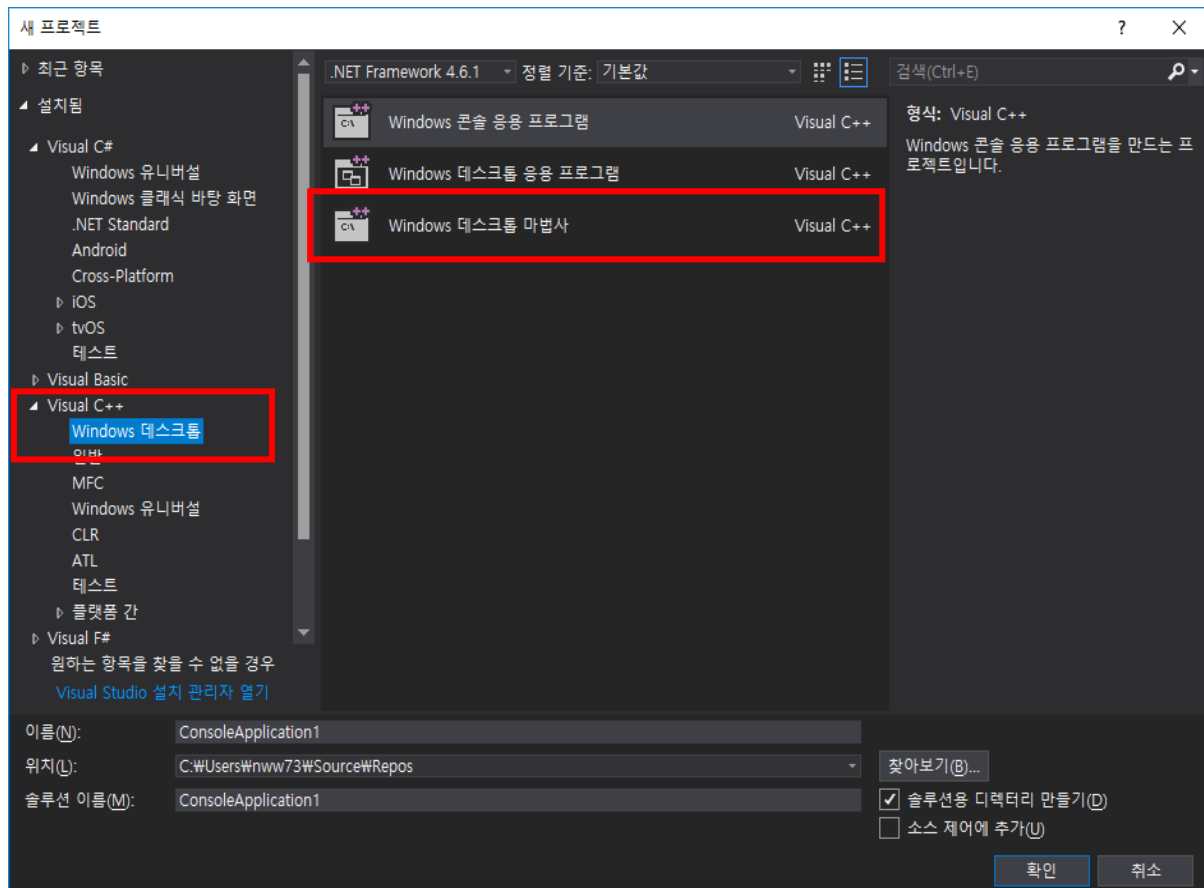 새 프로젝트
최근 항목
설치됨
Visual C#
Windows 유니버설
Windows 클래식 바탕 화면
.NET Standard
Android
Cross-Platform
iOS
tvOS
테스트
Visual Basic
Visual C++
Windows 데스크톱
일반
MFC
Windows 유니버설
CLR
ATL
테스트
플랫폼 간
Visual F#
원하는 항목을 찾을 수 없을 경우
Visual Studio 설치 관리자 열기
.NET Framework 4.6.1 정렬 기준: 기본값
Windows 콘솔 응용 프로그램 Visual C++
Windows 데스크톱 응용 프로그램 Visual C++
Windows 데스크톱 마법사 Visual C++
검색(Ctrl+E)
형식: Visual C++
Windows 콘솔 응용 프로그램을 만드는 프
로젝트입니다.
이름(N): ConsoleApplication1
위치(L): C:₩Users₩nww73₩Source₩Repos 찾아보기(B)...
솔루션 이름(M): ConsoleApplication1
솔루션용 디렉터리 만들기(D)
소스 제어에 추가(U)
확인 취소